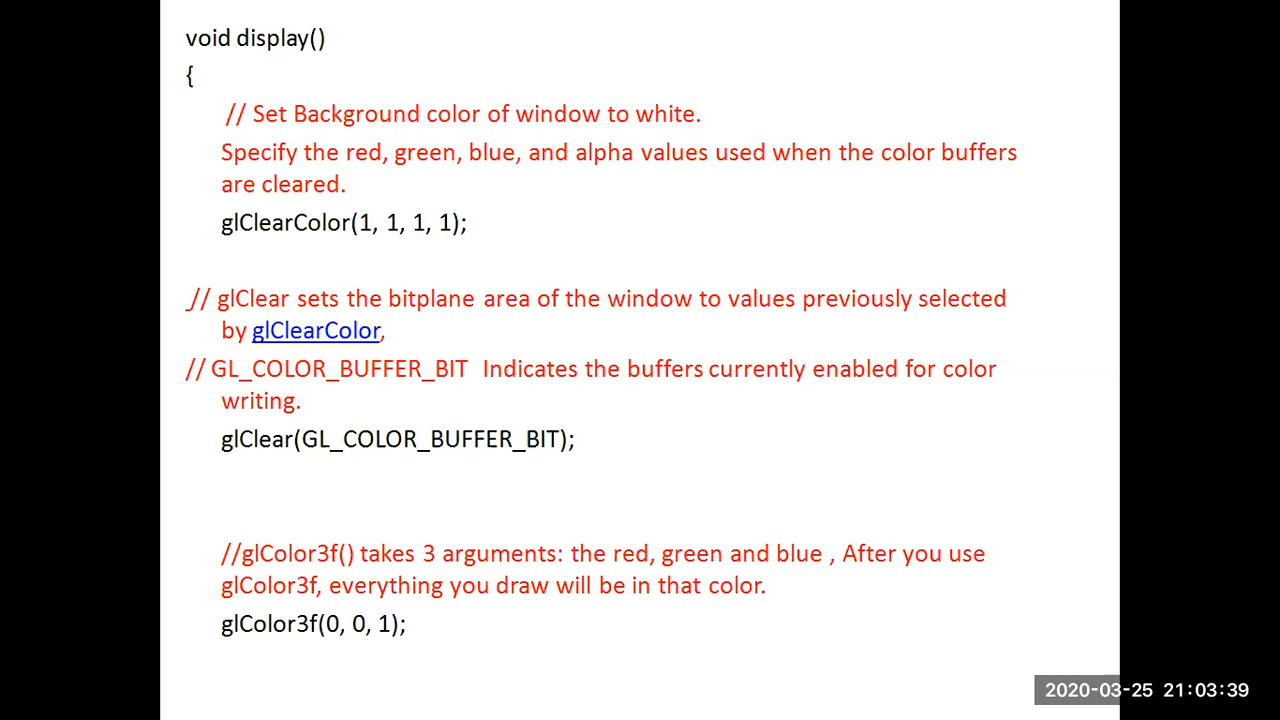 void display()
{
// Set Background color of window to white.
Specify the red, green, blue, and alpha values used when the color buffers
are cleared.
glClearColor(1, 1, 1, 1);
// glClear sets the bitplane area of the window to values previously selected
by glClearColor,
// GL_COLOR_BUFFER_BIT Indicates the buffers currently enabled for color
writing.
glClear(GL_COLOR_BUFFER_BIT);
//glColor3f() takes 3 arguments: the red, green and blue , After you use
glColor3f, everything you draw will be in that color.
glColor3f(0, 0, 1);
2020-03-25 21:03:39